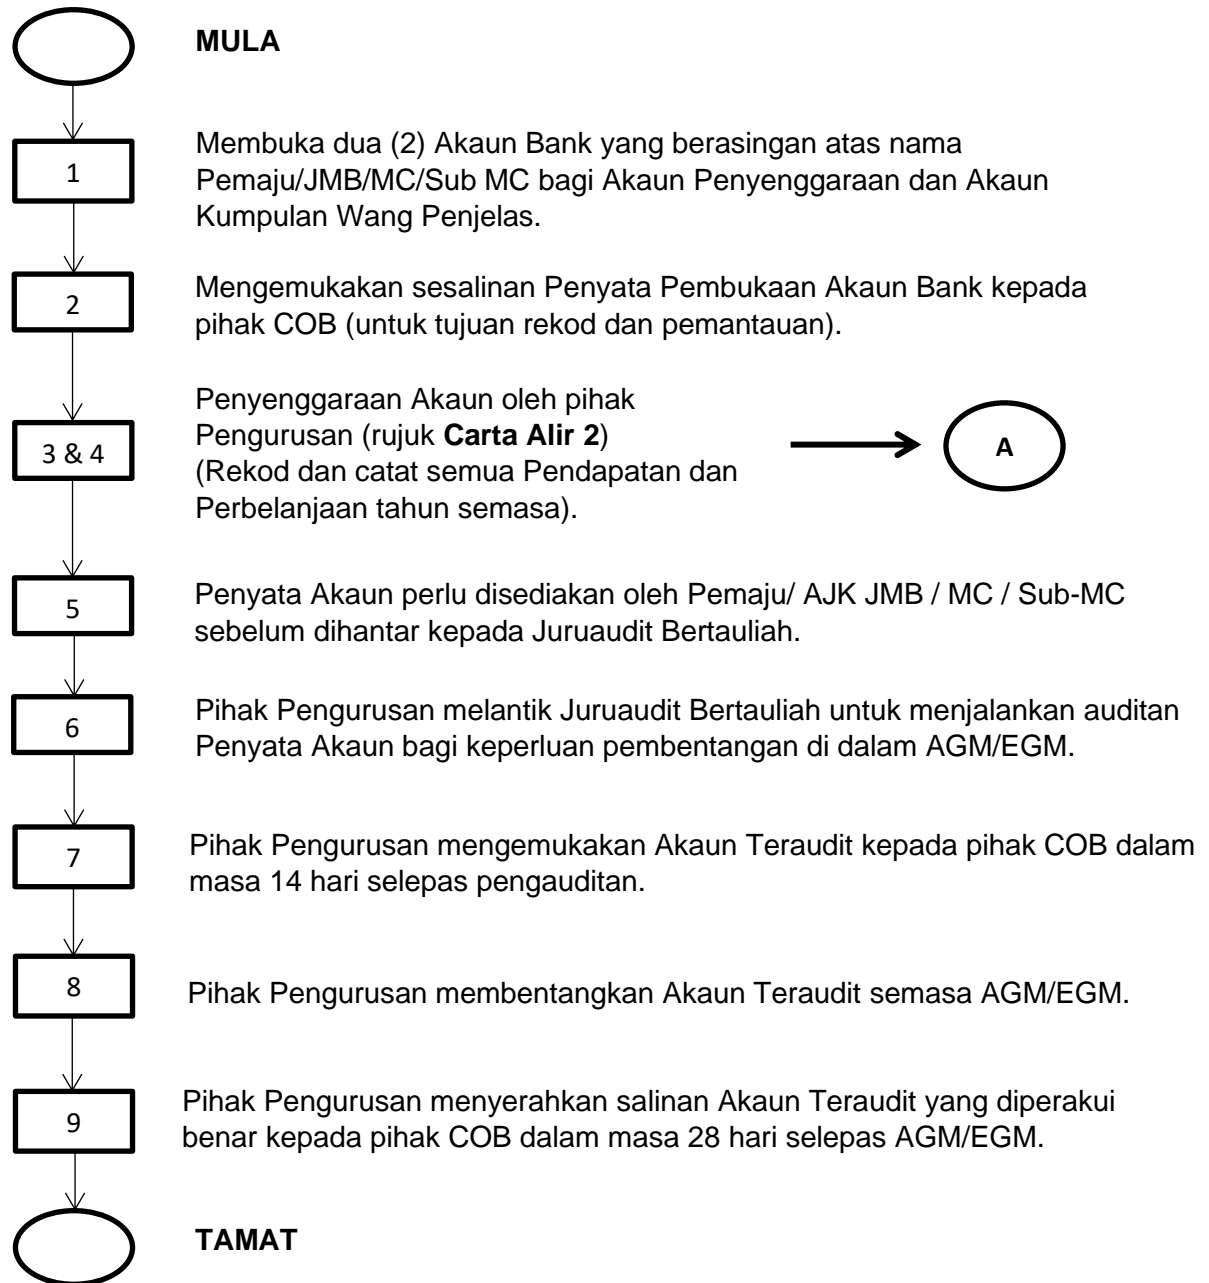 MULA
1
Membuka dua (2) Akaun Bank yang berasingan atas nama
Pemaju/JMB/MC/Sub MC bagi Akaun Penyenggaraan dan Akaun
Kumpulan Wang Penjelas.
2
Mengemukakan sesalinan Penyata Pembukaan Akaun Bank kepada
pihak COB (untuk tujuan rekod dan pemantauan).
3 & 4
Penyenggaraan Akaun oleh pihak
Pengurusan (rujuk Carta Alir 2)
(Rekod dan catat semua Pendapatan dan
Perbelanjaan tahun semasa).
A
5
Penyata Akaun perlu disediakan oleh Pemaju/ AJK JMB / MC / Sub-MC
sebelum dihantar kepada Juruaudit Bertauliah.
6
Pihak Pengurusan melantik Juruaudit Bertauliah untuk menjalankan auditan
Penyata Akaun bagi keperluan pembentangan di dalam AGM/EGM.
7
Pihak Pengurusan mengemukakan Akaun Teraudit kepada pihak COB dalam
masa 14 hari selepas pengauditan.
8
Pihak Pengurusan membentangkan Akaun Teraudit semasa AGM/EGM.
9
Pihak Pengurusan menyerahkan salinan Akaun Teraudit yang diperakui
benar kepada pihak COB dalam masa 28 hari selepas AGM/EGM.
TAMAT